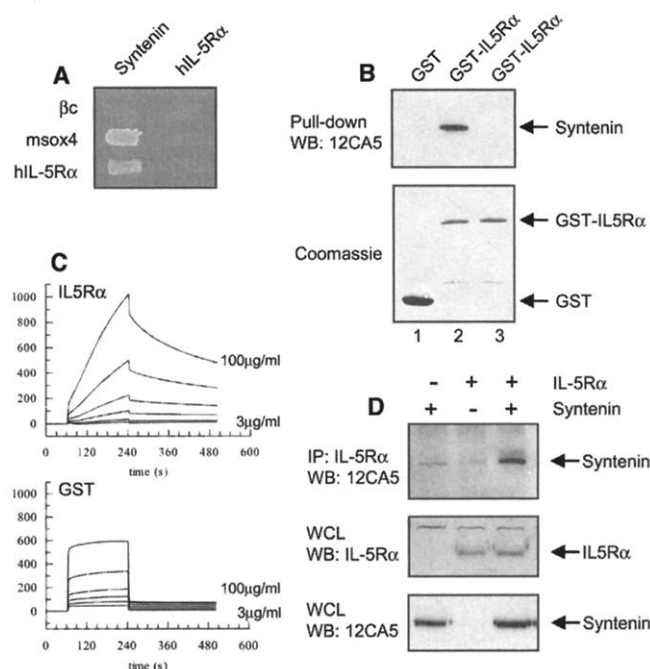 A
Syntenin
hIL-5Rα
βc
msox4
hIL-5Rα
B
GST
GST-IL5Rα
GST-IL5Rα
Pull-down
WB: 12CA5
Syntenin
Coomassie
GST-IL5Rα
GST
1 2 3
C
IL5Rα
1000
800
600
400
200
0
100μg/ml
3μg/ml
0 120 240 360 480 600
time (s)
GST
1000
800
600
400
200
0
100μg/ml
3μg/ml
0 120 240 360 480 600
time (s)
D
- + + IL-5Rα
+ - + Syntenin
IP: IL-5Rα
WB: 12CA5
Syntenin
WCL
WB: IL-5Rα
IL5Rα
WCL
WB: 12CA5
Syntenin